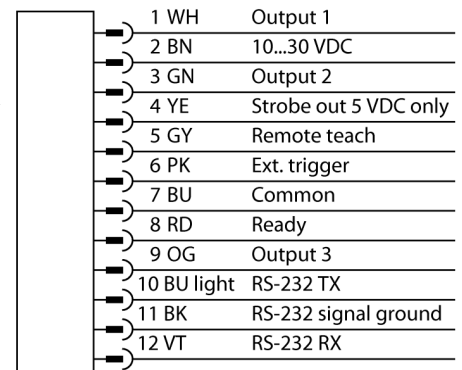 1 WH Output 1
2 BN 10...30 VDC
3 GN Output 2
4 YE Strobe out 5 VDC only
5 GY Remote teach
6 PK Ext. trigger
7 BU Common
8 RD Ready
9 OG Output 3
10 BU light RS-232 TX
11 BK RS-232 signal ground
12 VT RS-232 RX